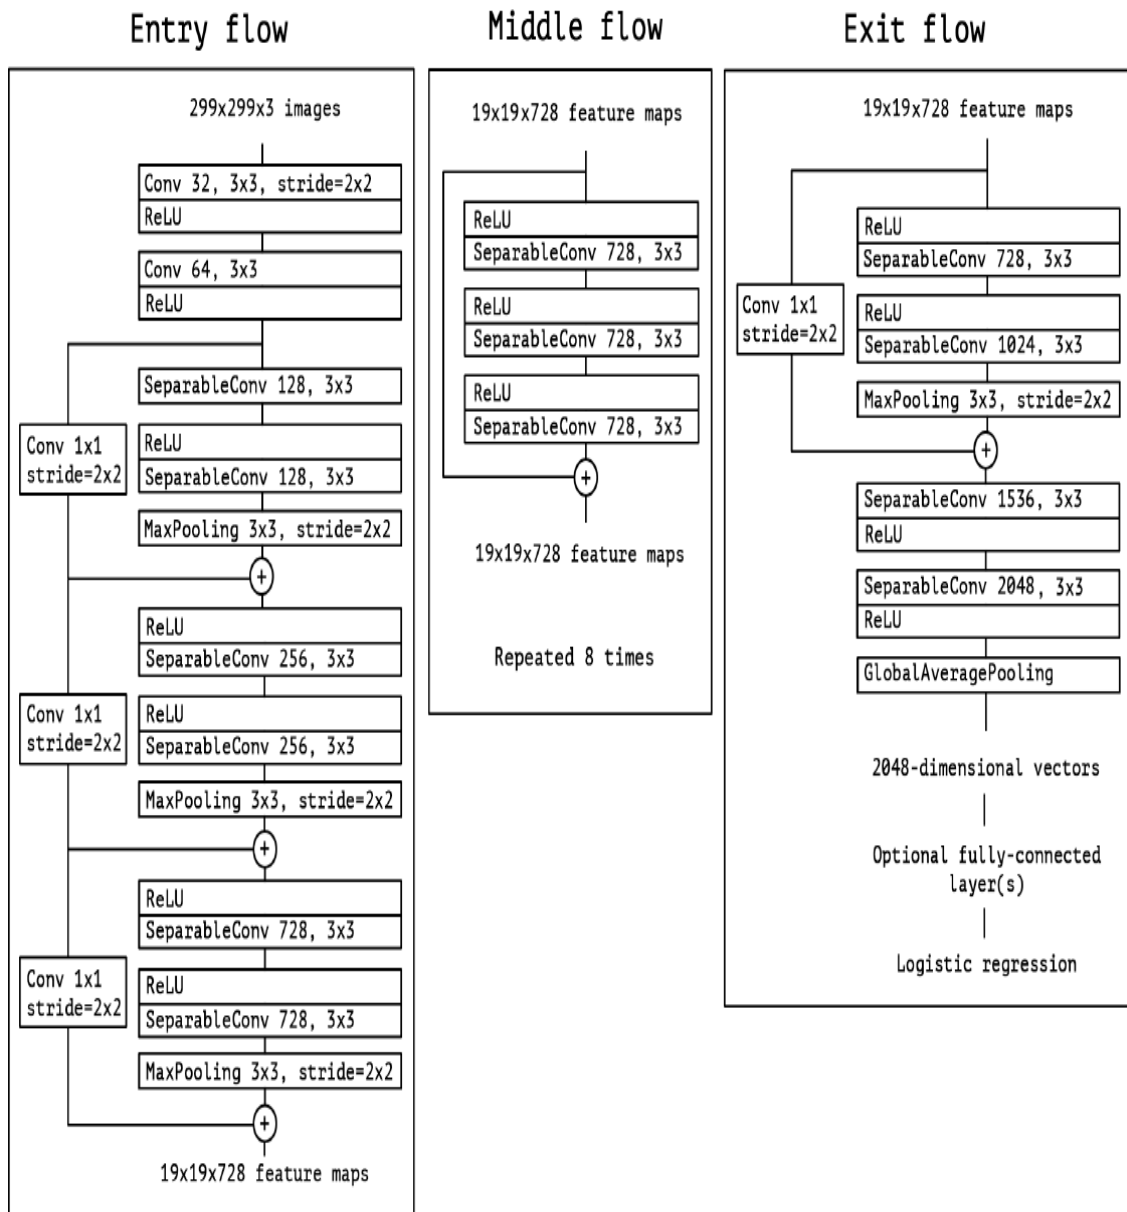 Entry flow
299x299x3 images
Conv 32, 3x3, stride=2x2
ReLU
Conv 64, 3x3
ReLU
SeparableConv 128, 3x3
Conv 1x1
stride=2x2
ReLU
SeparableConv 128, 3x3
MaxPooling 3x3, stride=2x2
+
ReLU
SeparableConv 256, 3x3
Conv 1x1
stride=2x2
ReLU
SeparableConv 256, 3x3
MaxPooling 3x3, stride=2x2
+
ReLU
SeparableConv 728, 3x3
Conv 1x1
stride=2x2
ReLU
SeparableConv 728, 3x3
MaxPooling 3x3, stride=2x2
+
19x19x728 feature maps
Middle flow
19x19x728 feature maps
ReLU
SeparableConv 728, 3x3
ReLU
SeparableConv 728, 3x3
ReLU
SeparableConv 728, 3x3
+
19x19x728 feature maps
Repeated 8 times
Exit flow
19x19x728 feature maps
ReLU
SeparableConv 728, 3x3
Conv 1x1
stride=2x2
ReLU
SeparableConv 1024, 3x3
MaxPooling 3x3, stride=2x2
+
SeparableConv 1536, 3x3
ReLU
SeparableConv 2048, 3x3
ReLU
GlobalAveragePooling
2048-dimensional vectors
Optional fully-connected
layer(s)
Logistic regression